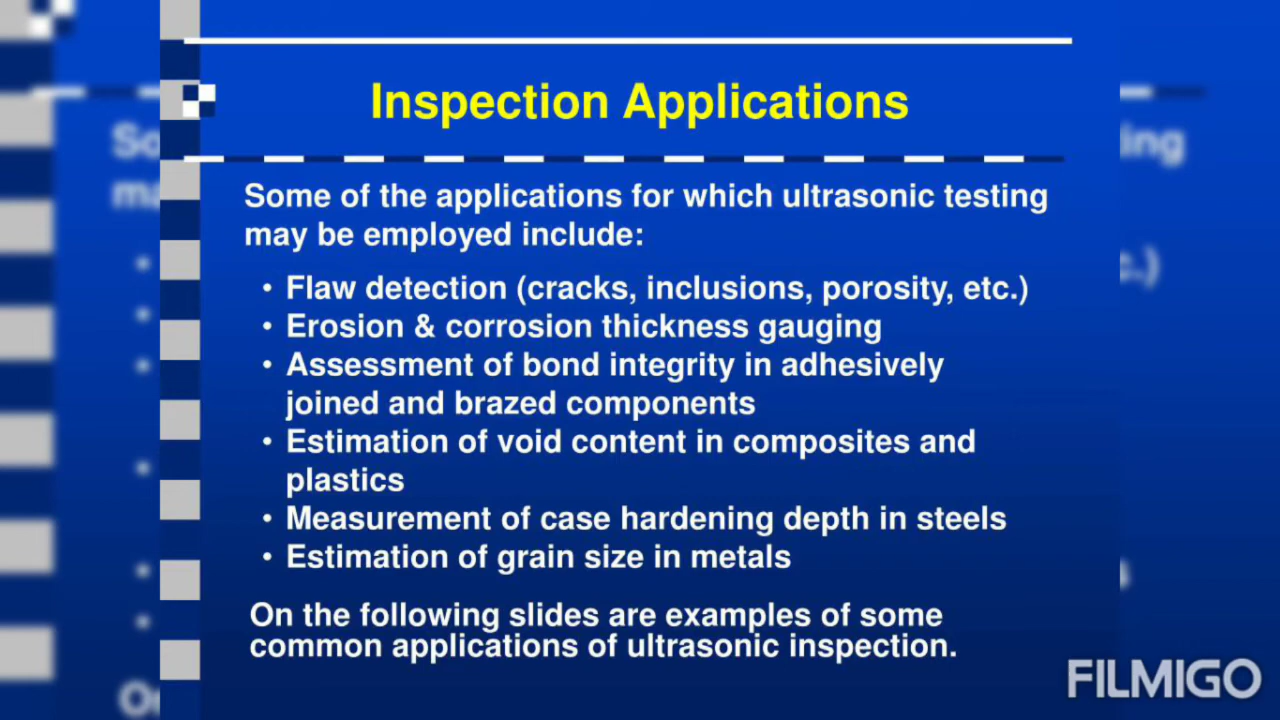 Inspection Applications
Some of the applications for which ultrasonic testing
may be employed include:
• Flaw detection (cracks, inclusions, porosity, etc.)
• Erosion & corrosion thickness gauging
• Assessment of bond integrity in adhesively
joined and brazed components
• Estimation of void content in composites and
plastics
• Measurement of case hardening depth in steels
• Estimation of grain size in metals
On the following slides are examples of some
common applications of ultrasonic inspection.
FILMIGO